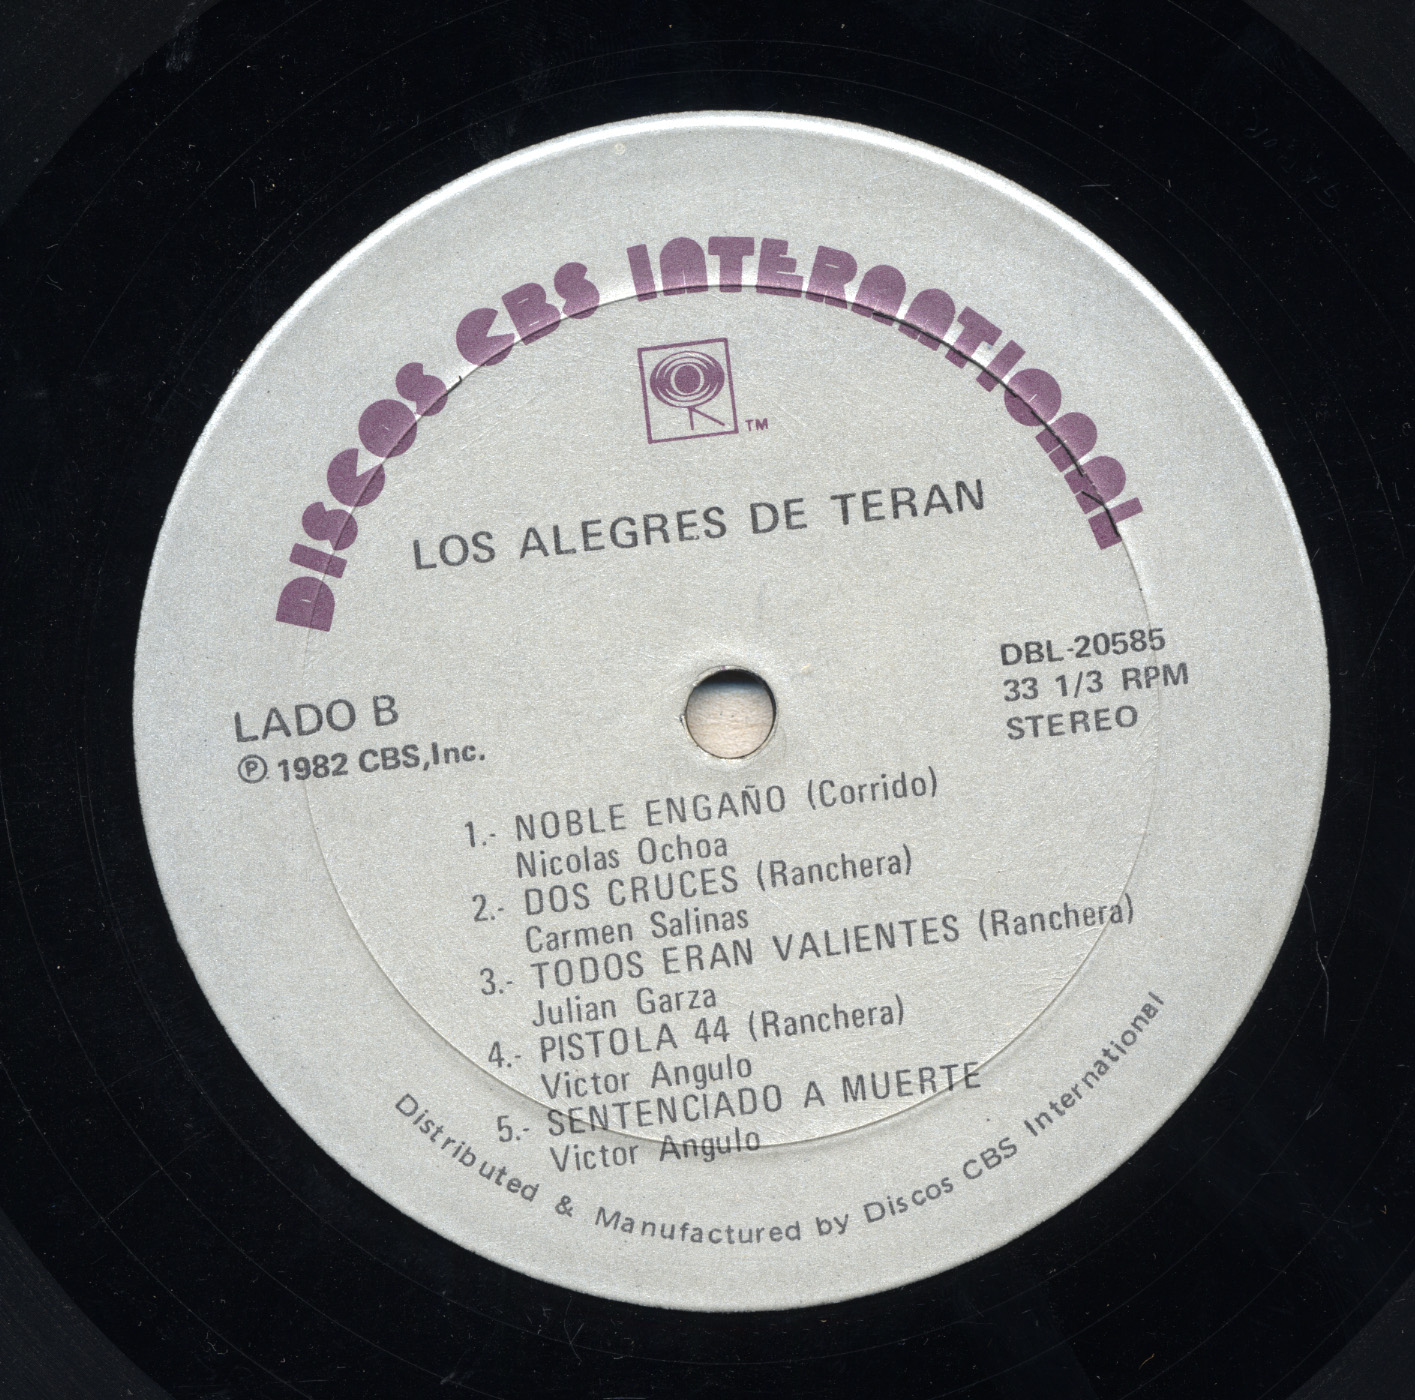 DISCOS CBS INTERNATIONAL
TM
LOS ALEGRES DE TERAN
DBL-20585
33 1/3 RPM
STEREO
LADO B
Ⓟ 1982 CBS,Inc.
1.- NOBLE ENGAÑO (Corrido)
Nicolas Ochoa
2.- DOS CRUCES (Ranchera)
Carmen Salinas
3.- TODOS ERAN VALIENTES (Ranchera)
Julian Garza
4.- PISTOLA 44 (Ranchera)
Victor Angulo
5.- SENTENCIADO A MUERTE
Victor Angulo
Distributed & Manufactured by Discos CBS International